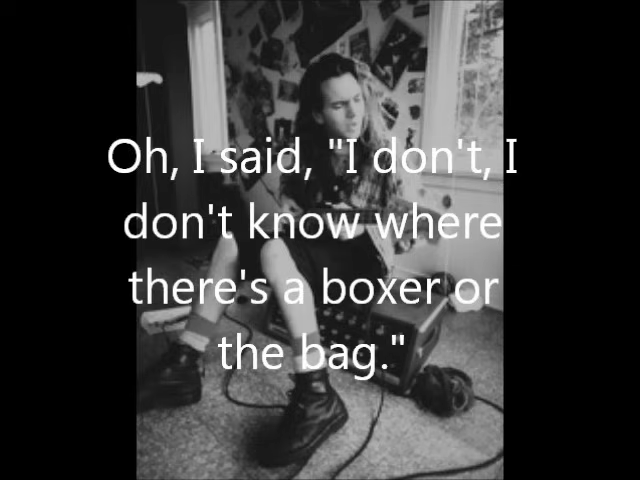 Oh, I said, "I don't, I
don't know where
there's a boxer or
the bag."